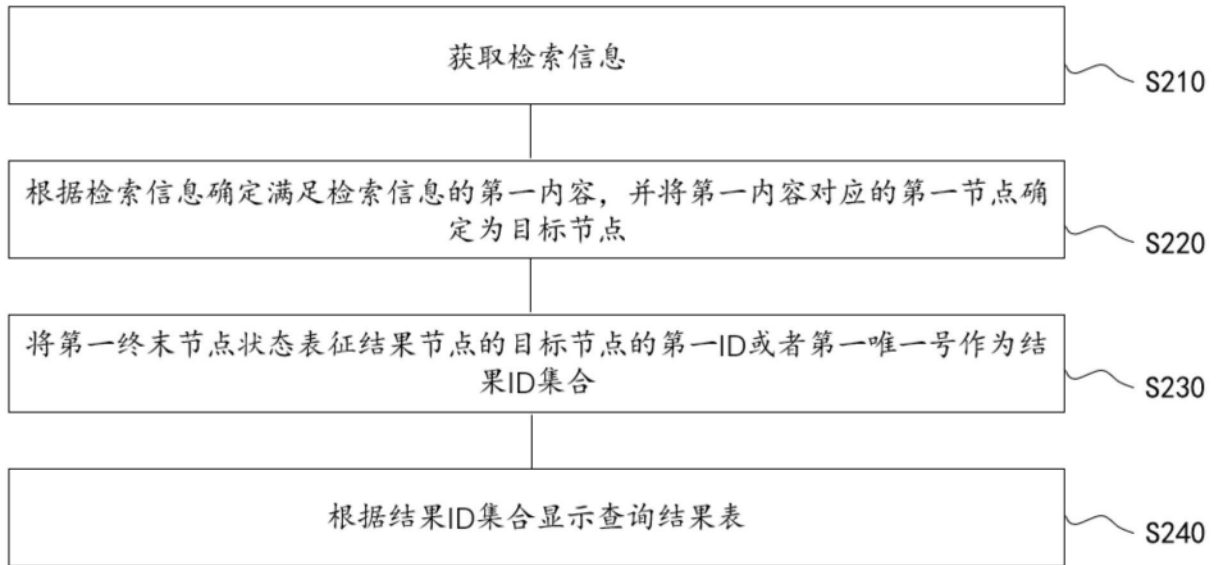 获取检索信息
S210
根据检索信息确定满足检索信息的第一内容，并将第一内容对应的第一节点确
定为目标节点
S220
将第一终末节点状态表征结果节点的目标节点的第一ID或者第一唯一号作为结
果ID集合
S230
根据结果ID集合显示查询结果表
S240